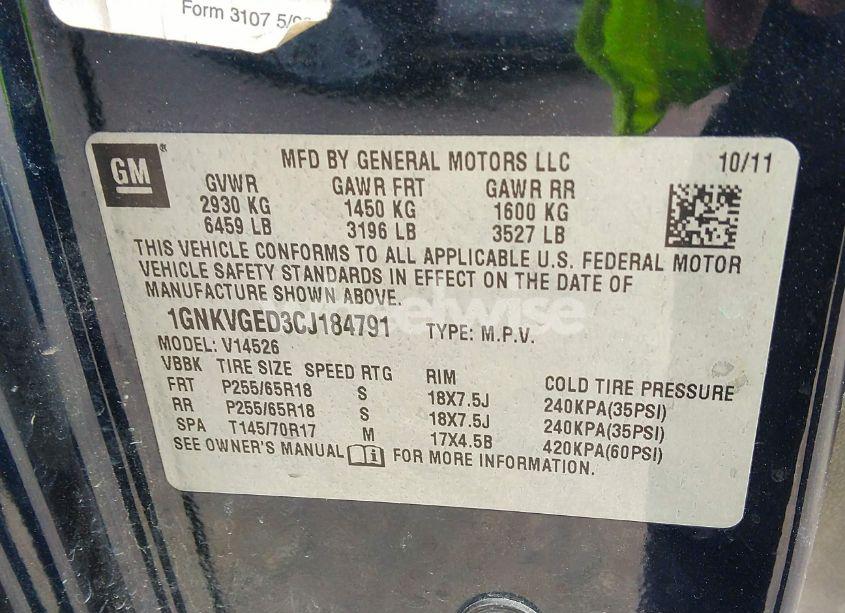 Form 3107 5/
GM
MFD BY GENERAL MOTORS LLC 10/11
GVWR GAWR FRT GAWR RR
2930 KG 1450 KG 1600 KG
6459 LB 3196 LB 3527 LB
THIS VEHICLE CONFORMS TO ALL APPLICABLE U.S. FEDERAL MOTOR
VEHICLE SAFETY STANDARDS IN EFFECT ON THE DATE OF
MANUFACTURE SHOWN ABOVE.
1GNKVGED3CJ184791 TYPE: M.P.V.
MODEL: V14526
VBBK TIRE SIZE SPEED RTG RIM COLD TIRE PRESSURE
FRT P255/65R18 S 18X7.5J 240KPA(35PSI)
RR P255/65R18 S 18X7.5J 240KPA(35PSI)
SPA T145/70R17 M 17X4.5B 420KPA(60PSI)
SEE OWNER'S MANUAL FOR MORE INFORMATION.